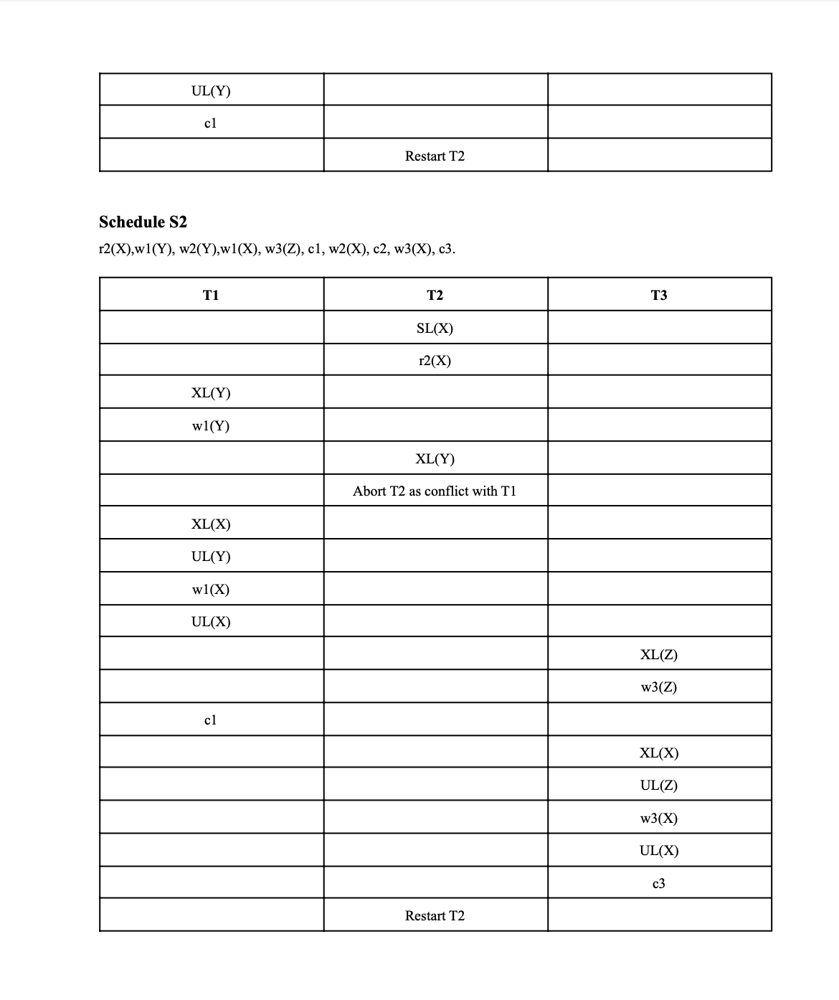 UL(Y)
c1
Restart T2
Schedule S2
r2(X),w1(Y), w2(Y),w1(X), w3(Z), c1, w2(X), c2, w3(X), c3.
T1 T2 T3
SL(X)
r2(X)
XL(Y)
w1(Y)
XL(Y)
Abort T2 as conflict with T1
XL(X)
UL(Y)
w1(X)
UL(X)
XL(Z)
w3(Z)
c1
XL(X)
UL(Z)
w3(X)
UL(X)
c3
Restart T2